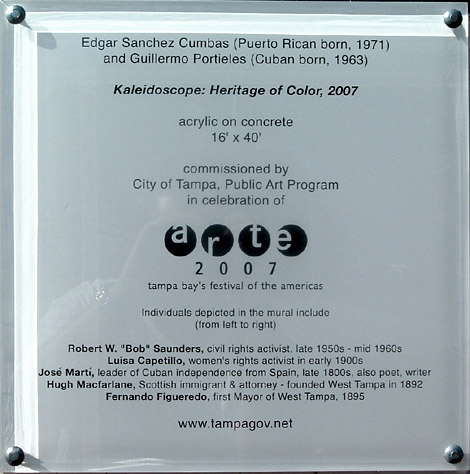 Edgar Sanchez Cumbas (Puerto Rican born, 1971)
and Guillermo Portieles (Cuban born, 1963)
Kaleidoscope: Heritage of Color, 2007
acrylic on concrete
16' x 40'
commissioned by
City of Tampa, Public Art Program
in celebration of
arte
2007
tampa bay's festival of the americas
Individuals depicted in the mural include
(from left to right)
Robert W. "Bob" Saunders, civil rights activist, late 1950s - mid 1960s
Luisa Capetillo, women's rights activist in early 1900s
José Martí, leader of Cuban independence from Spain, late 1800s, also poet, writer
Hugh Macfarlane, Scottish immigrant & attorney - founded West Tampa in 1892
Fernando Figueredo, first Mayor of West Tampa, 1895
www.tampagov.net